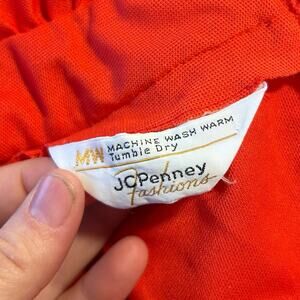 MW MACHINE WASH WARM
Tumble Dry
JCPenney
Fashions